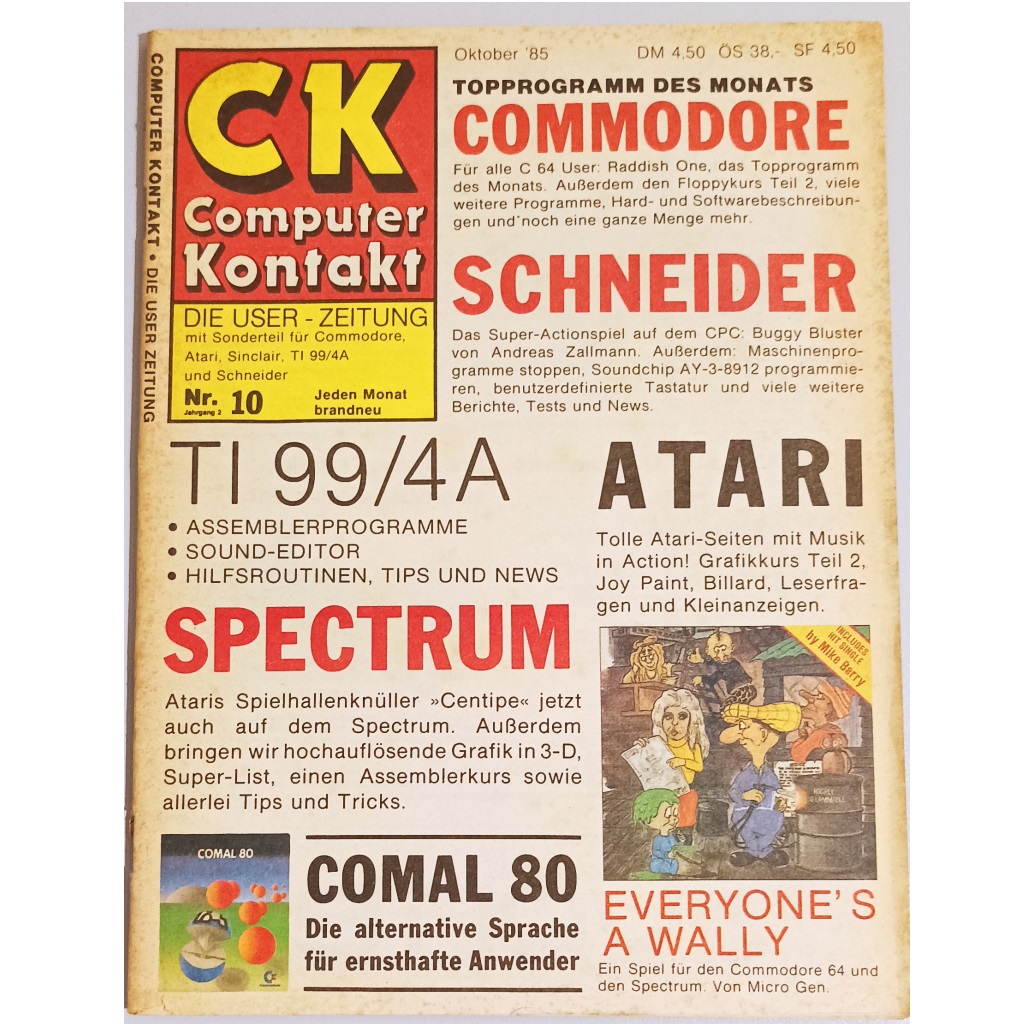 COMPUTER KONTAKT • DIE USER ZEITUNG
CK
Computer
Kontakt
DIE USER - ZEITUNG
mit Sonderteil für Commodore,
Atari, Sinclair, TI 99/4A
und Schneider
Nr. 10
Jahrgang 2
Jeden Monat
brandneu
Oktober '85 DM 4,50 ÖS 38,- SF 4,50
TOPPROGRAMM DES MONATS
COMMODORE
Für alle C 64 User: Raddish One, das Topprogramm
des Monats. Außerdem den Floppykurs Teil 2, viele
weitere Programme, Hard- und Softwarebeschreibun-
gen und noch eine ganze Menge mehr.
SCHNEIDER
Das Super-Actionspiel auf dem CPC: Buggy Bluster
von Andreas Zallmann. Außerdem: Maschinenpro-
gramme stoppen, Soundchip AY-3-8912 programmie-
ren, benutzerdefinierte Tastatur und viele weitere
Berichte, Tests und News.
TI 99/4A
• ASSEMBLERPROGRAMME
• SOUND-EDITOR
• HILFSROUTINEN, TIPS UND NEWS
ATARI
Tolle Atari-Seiten mit Musik
in Action! Grafikkurs Teil 2,
Joy Paint, Billard, Leserfra-
gen und Kleinanzeigen.
SPECTRUM
Ataris Spielhallenknüller »Centipe« jetzt
auch auf dem Spectrum. Außerdem
bringen wir hochauflösende Grafik in 3-D,
Super-List, einen Assemblerkurs sowie
allerlei Tips und Tricks.
INCLUDES
HIT SINGLE
by Mike Berry
COMAL 80
COMAL 80
Die alternative Sprache
für ernsthafte Anwender
EVERYONE'S
A WALLY
Ein Spiel für den Commodore 64 und
den Spectrum. Von Micro Gen.